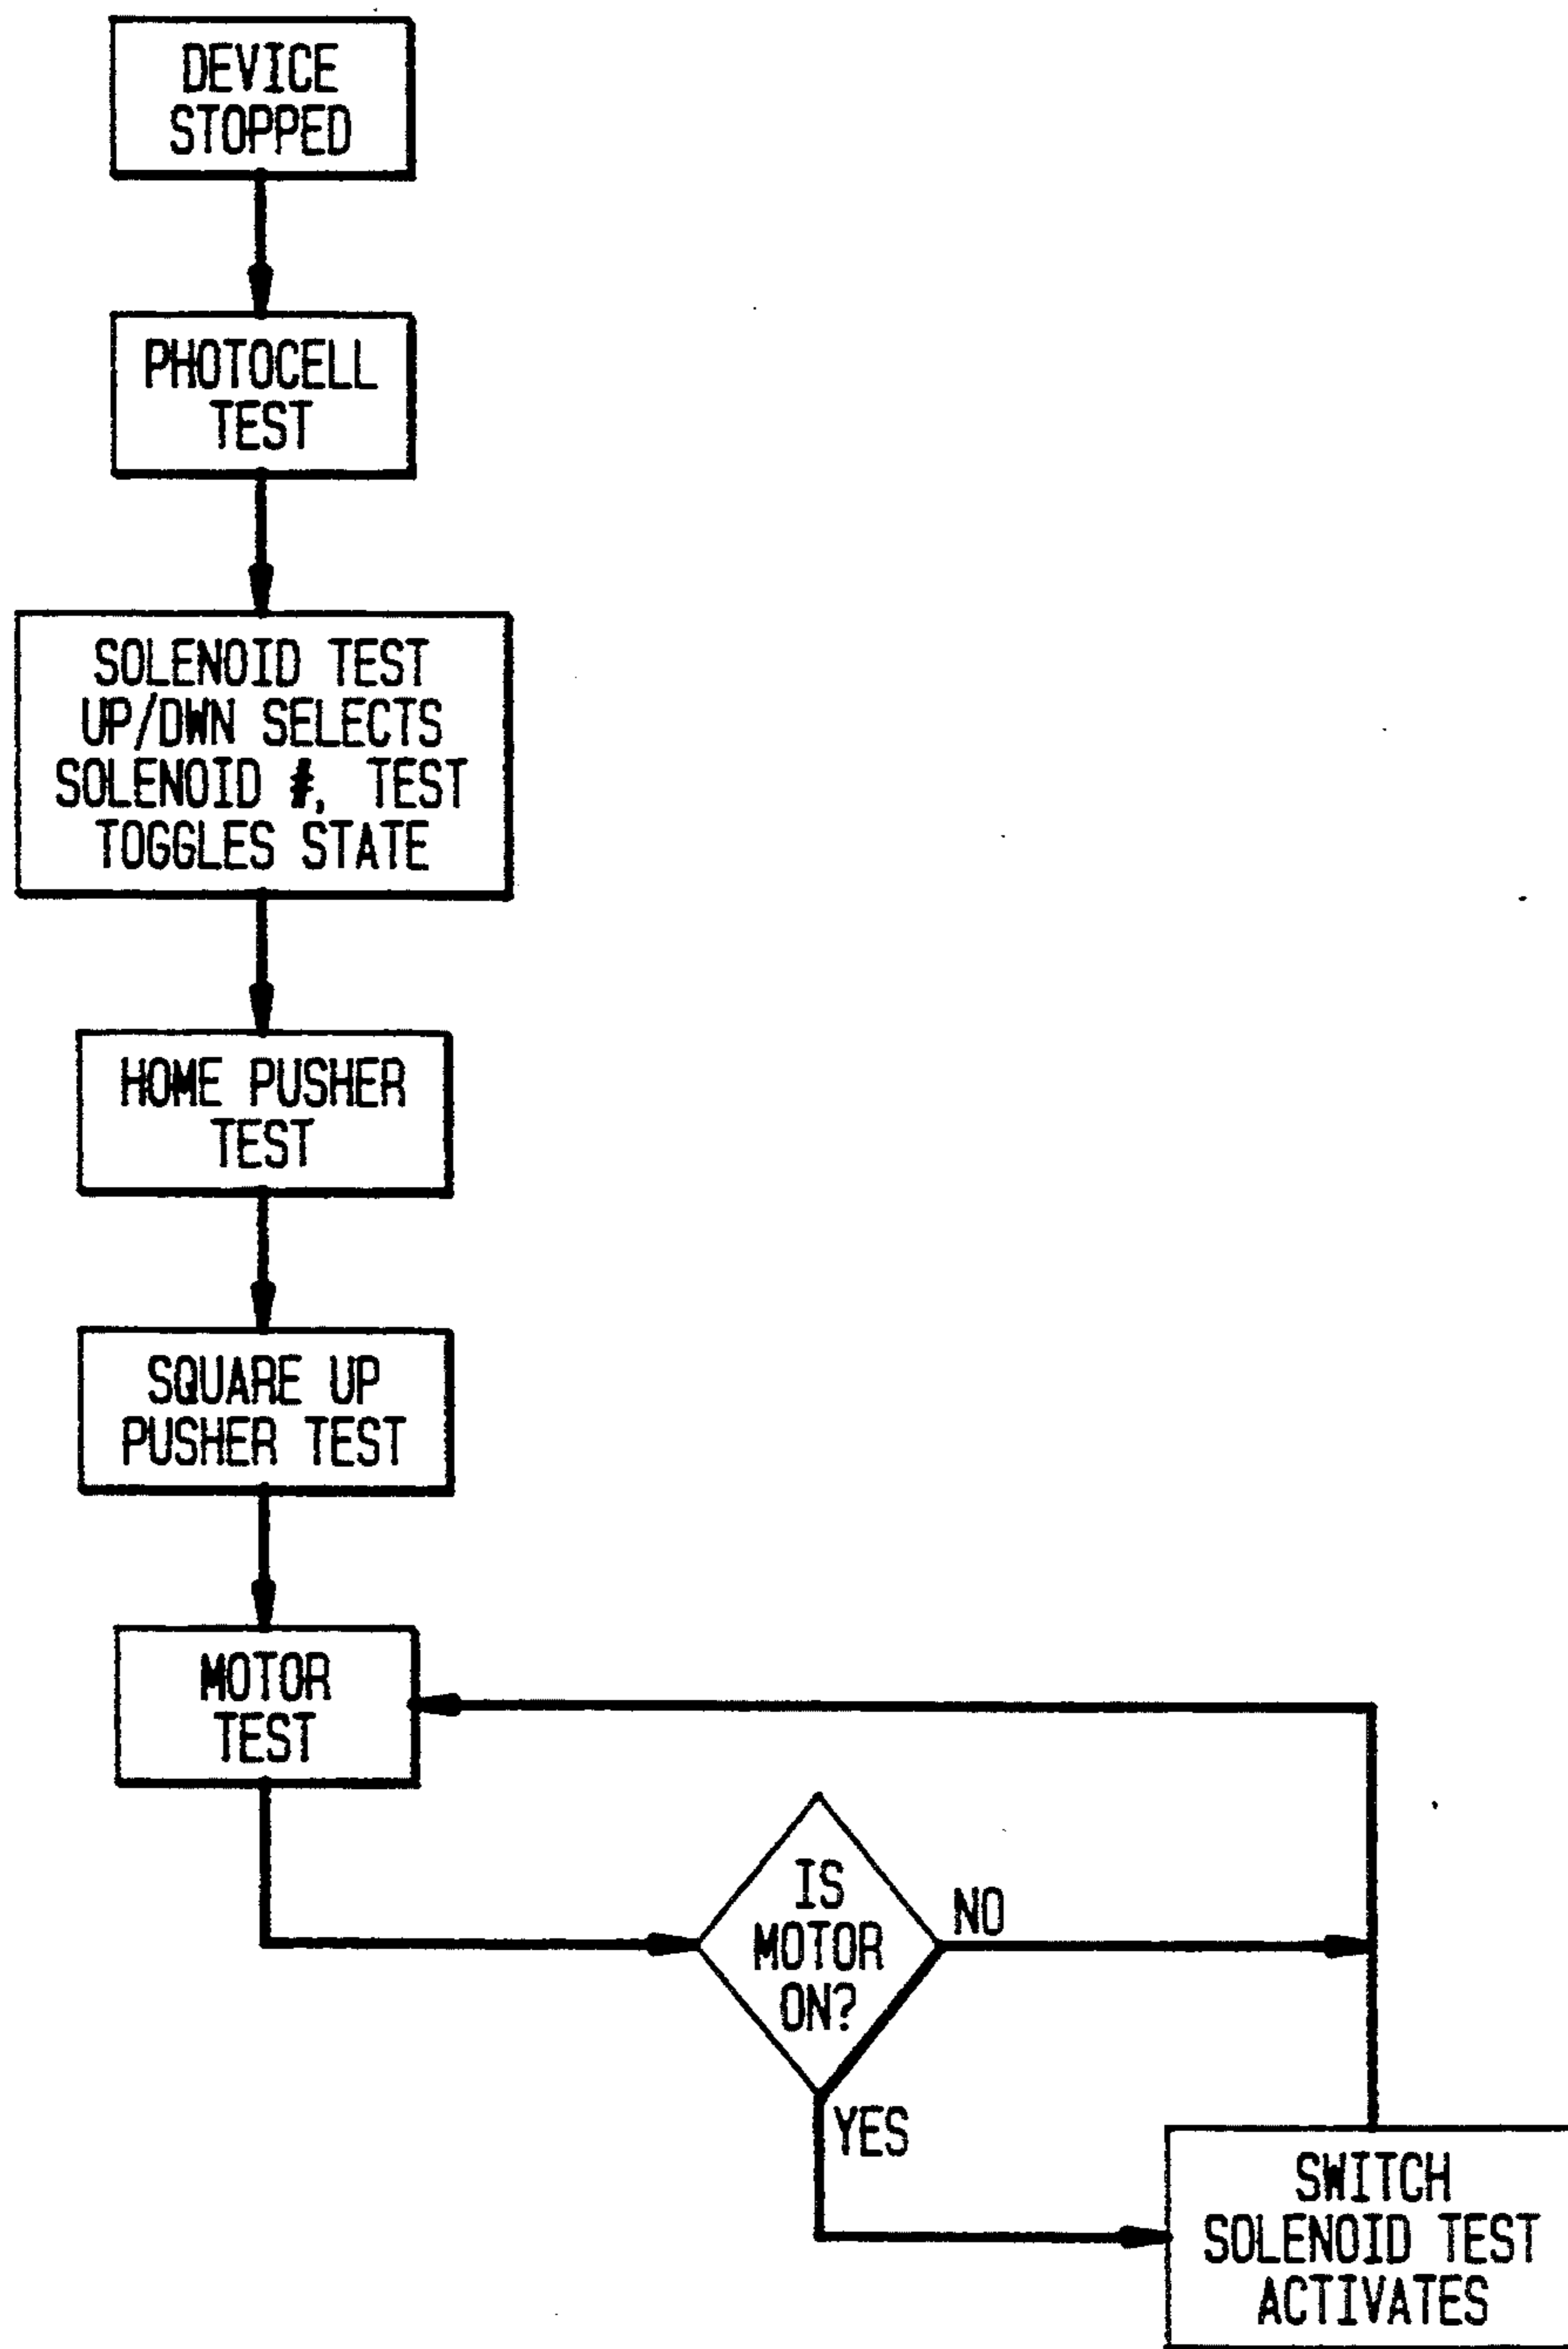 DEVICE
STOPPED
PHOTOCELL
TEST
SOLENOID TEST
UP/DWN SELECTS
SOLENOID #, TEST
TOGGLES STATE
HOME PUSHER
TEST
SQUARE UP
PUSHER TEST
MOTOR
TEST
IS
MOTOR
ON?
NO
YES
SWITCH
SOLENOID TEST
ACTIVATES